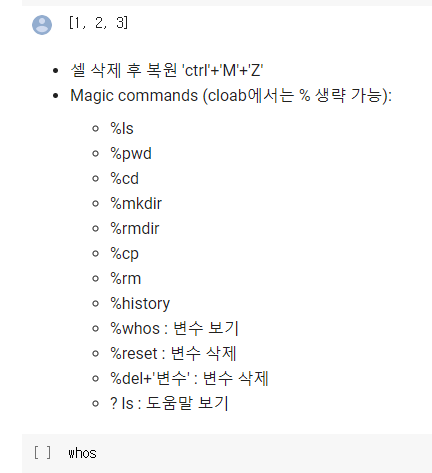 [1, 2, 3]
셀 삭제 후 복원 'ctrl'+'M'+'Z'
Magic commands (cloab에서는 % 생략 가능):
%ls
%pwd
%cd
%mkdir
%rmdir
%cp
%rm
%history
%whos : 변수 보기
%reset : 변수 삭제
%del+'변수' : 변수 삭제
? ls : 도움말 보기
[ ] whos